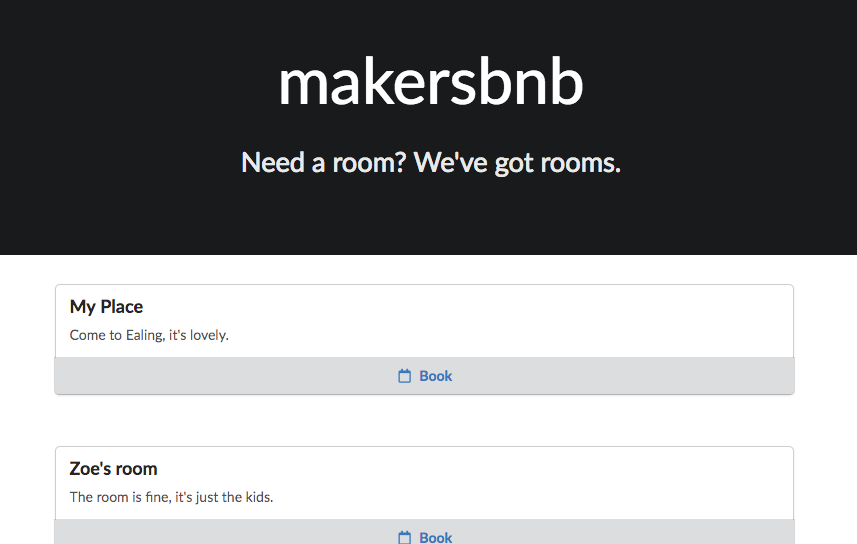 makersbnb
Need a room? We've got rooms.
My Place
Come to Ealing, it's lovely.
Book
Zoe's room
The room is fine, it's just the kids.
Book